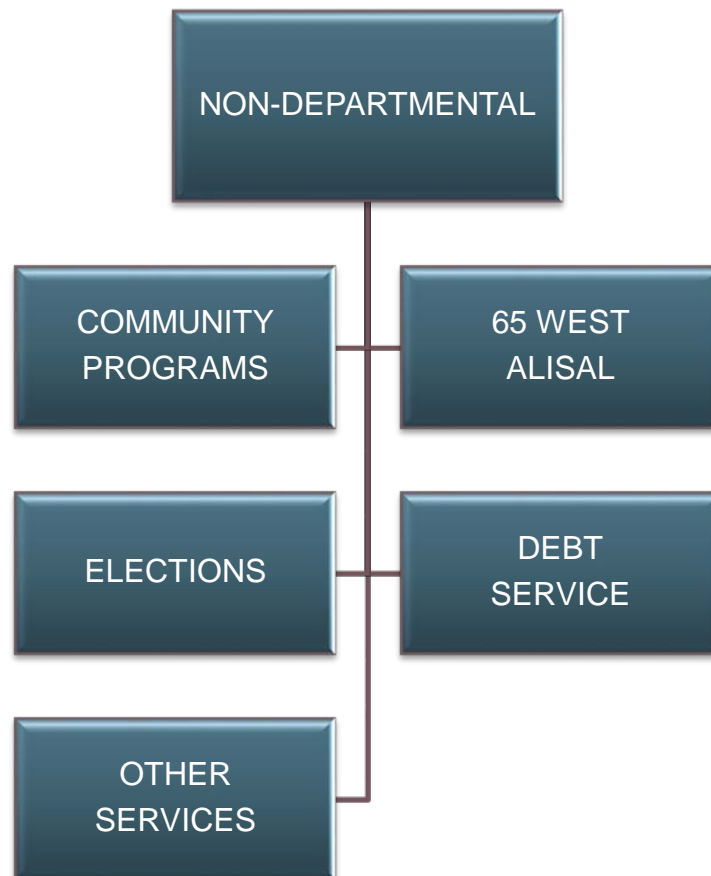 NON-DEPARTMENTAL
COMMUNITY
PROGRAMS
65 WEST
ALISAL
ELECTIONS
DEBT
SERVICE
OTHER
SERVICES